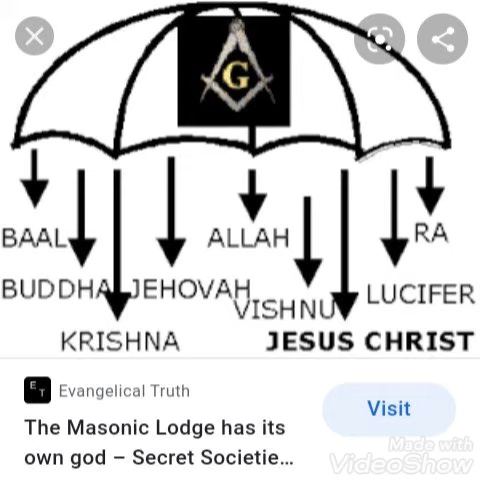 G
BAAL
ALLAH
RA
BUDDHA
JEHOVAH
VISHNU
LUCIFER
KRISHNA
JESUS CHRIST
E
T
Evangelical Truth
The Masonic Lodge has its
own god – Secret Societie...
Visit
Made with
VideoShow